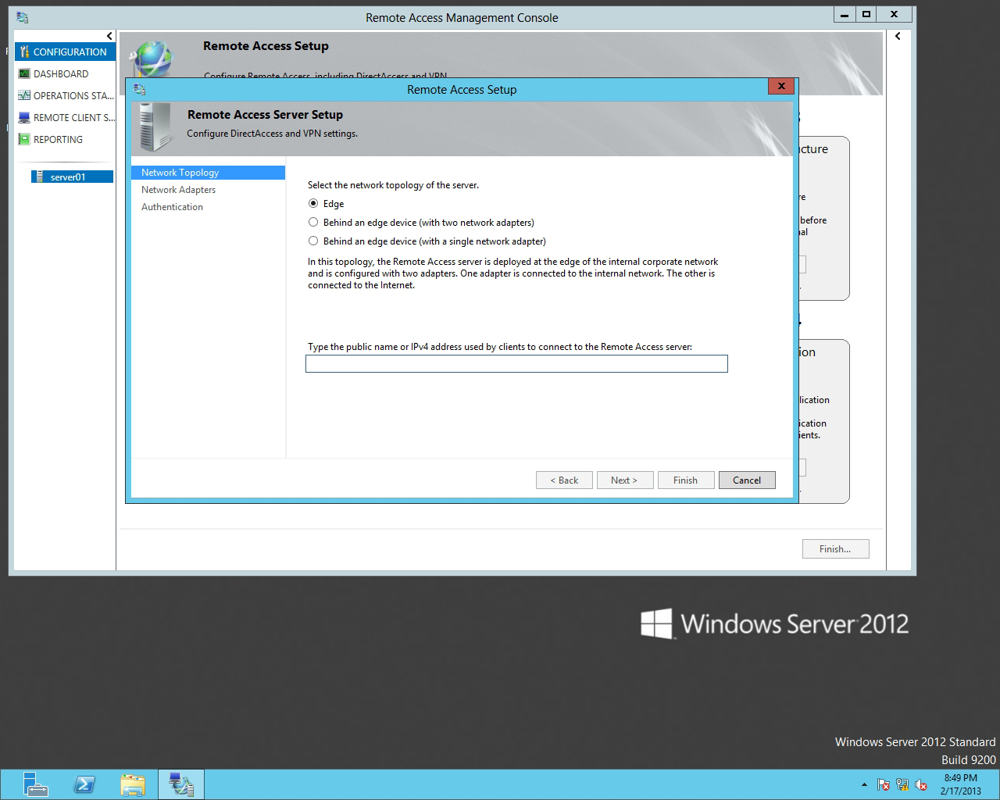 Remote Access Management Console
CONFIGURATION
DASHBOARD
OPERATIONS STA...
REMOTE CLIENT S...
REPORTING
server01
Remote Access Setup
Configure Remote Access, including DirectAccess and VPN
Remote Access Setup
Remote Access Server Setup
Configure DirectAccess and VPN settings.
Network Topology
Network Adapters
Authentication
Select the network topology of the server.
Edge
Behind an edge device (with two network adapters)
Behind an edge device (with a single network adapter)
In this topology, the Remote Access server is deployed at the edge of the internal corporate network
and is configured with two adapters. One adapter is connected to the internal network. The other is
connected to the Internet.
Type the public name or IPv4 address used by clients to connect to the Remote Access server:
< Back
Next >
Finish
Cancel
before
ion
Finish...
Windows Server 2012
Windows Server 2012 Standard
Build 9200
8:49 PM
2/17/2013